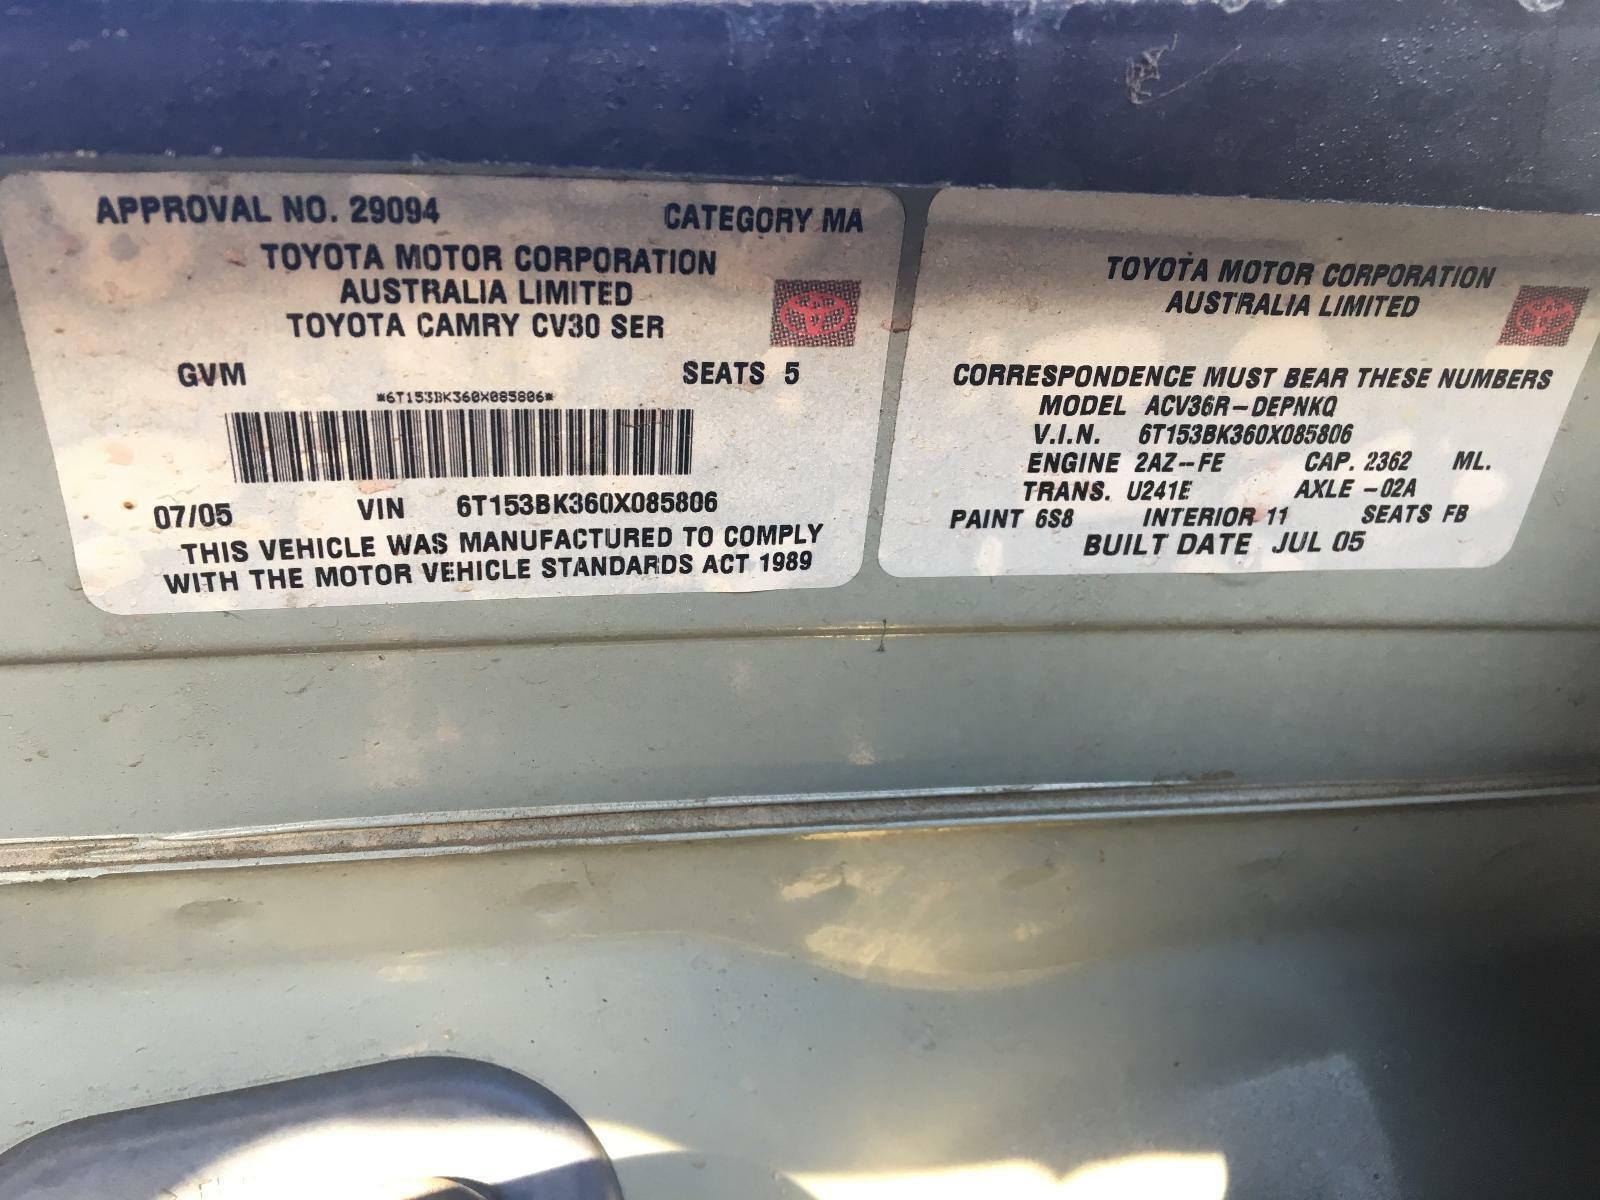 APPROVAL NO. 29094 CATEGORY MA
TOYOTA MOTOR CORPORATION
AUSTRALIA LIMITED
TOYOTA CAMRY CV30 SER
GVM SEATS 5
*6T153BK360X085806*
07/05 VIN 6T153BK360X085806
THIS VEHICLE WAS MANUFACTURED TO COMPLY
WITH THE MOTOR VEHICLE STANDARDS ACT 1989
TOYOTA MOTOR CORPORATION
AUSTRALIA LIMITED
CORRESPONDENCE MUST BEAR THESE NUMBERS
MODEL ACV36R-DEPNKQ
V.I.N. 6T153BK360X085806
ENGINE 2AZ--FE CAP. 2362 ML.
TRANS. U241E AXLE -02A
PAINT 6S8 INTERIOR 11 SEATS FB
BUILT DATE JUL 05